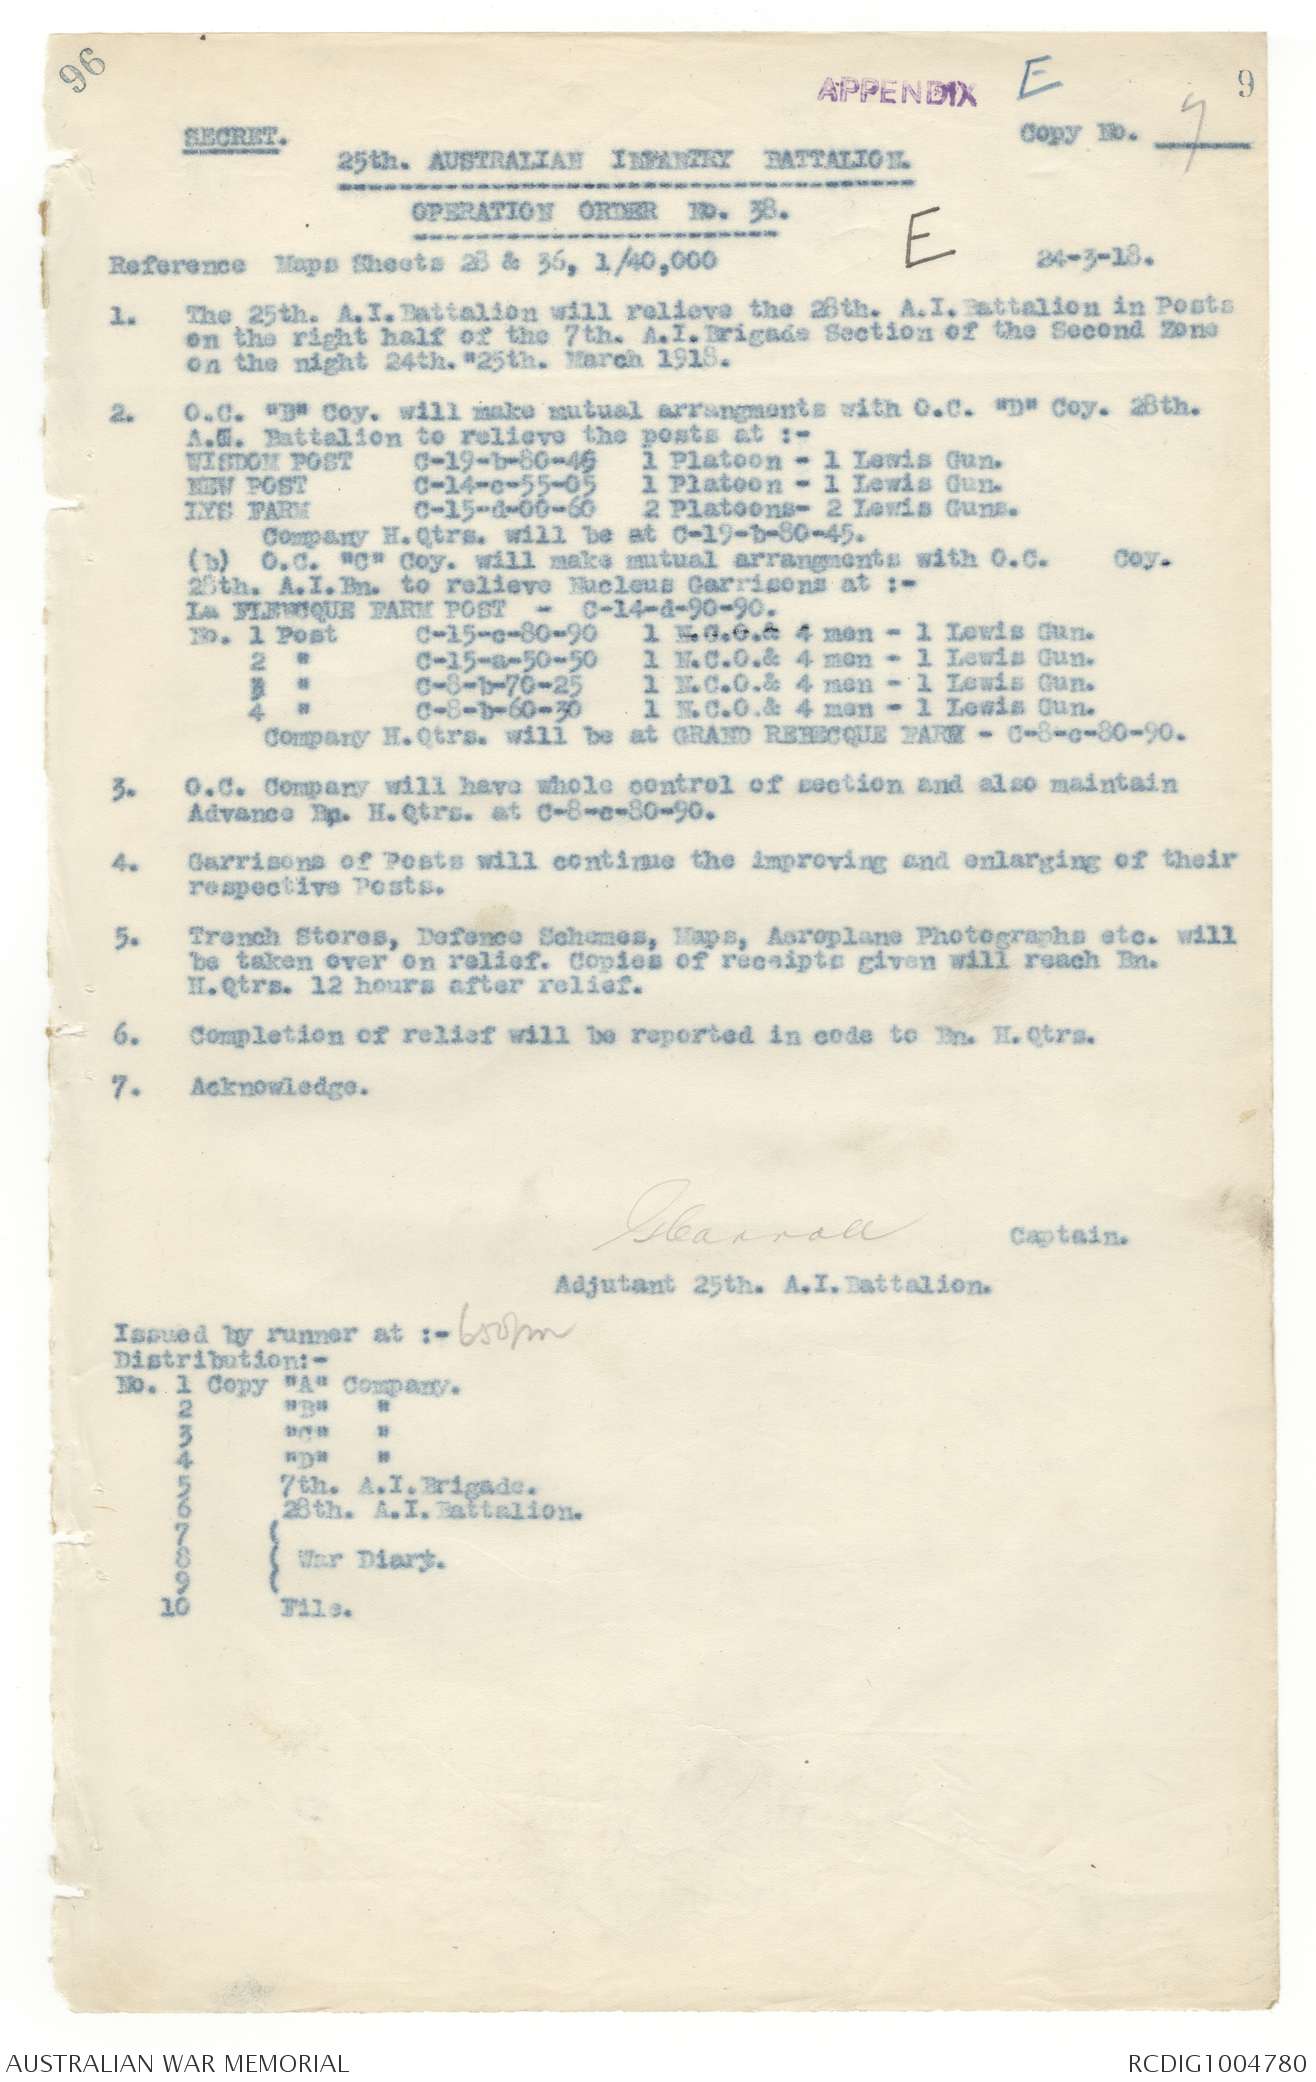 96
APPENDIX E
9
SECRET.
Copy No. 7
25th. AUSTRALIAN INFANTRY BATTALION.
OPERATION ORDER No. 38.
E
Reference Maps Sheets 28 & 36, 1/40,000 24-3-18.
1. The 25th. A.I.Battalion will relieve the 28th. A.I.Battalion in Posts
on the right half of the 7th. A.I.Brigade Section of the Second Zone
on the night 24th."25th. March 1918.
2. O.C. "B" Coy. will make mutual arrangments with O.C. "D" Coy. 28th.
A.I. Battalion to relieve the posts at :-
WISDOM POST C-19-b-80-45 1 Platoon - 1 Lewis Gun.
NEW POST C-14-c-55-05 1 Platoon - 1 Lewis Gun.
LYS FARM C-15-d-00-60 2 Platoons- 2 Lewis Guns.
Company H.Qtrs. will be at C-19-b-80-45.
(b) O.C. "C" Coy. will make mutual arrangments with O.C. Coy.
28th. A.I.Bn. to relieve Nucleus Garrisons at :-
La FLENCQUE FARM POST - C-14-d-90-90.
No. 1 Post C-15-c-80-90 1 N.C.O.& 4 men - 1 Lewis Gun.
2 " C-15-a-50-50 1 N.C.O.& 4 men - 1 Lewis Gun.
3 " C-8-b-70-25 1 N.C.O.& 4 men - 1 Lewis Gun.
4 " C-8-b-60-30 1 N.C.O.& 4 men - 1 Lewis Gun.
Company H.Qtrs. will be at GRAND REBECQUE FARM - C-8-c-80-90.
3. O.C. Company will have whole control of section and also maintain
Advance Bn. H.Qtrs. at C-8-c-80-90.
4. Garrisons of Posts will continue the improving and enlarging of their
respective Posts.
5. Trench Stores, Defence Schemes, Maps, Aeroplane Photographs etc. will
be taken over on relief. Copies of receipts given will reach Bn.
H.Qtrs. 12 hours after relief.
6. Completion of relief will be reported in code to Bn. H.Qtrs.
7. Acknowledge.
Captain.
Adjutant 25th. A.I.Battalion.
Issued by runner at :- 6 50 pm
Distribution:-
No. 1 Copy "A" Company.
2 "B" "
3 "C" "
4 "D" "
5 7th. A.I.Brigade.
6 28th. A.I.Battalion.
7 (
8 ( War Diary.
9 (
10 File.
AUSTRALIAN WAR MEMORIAL RCDIG1004780